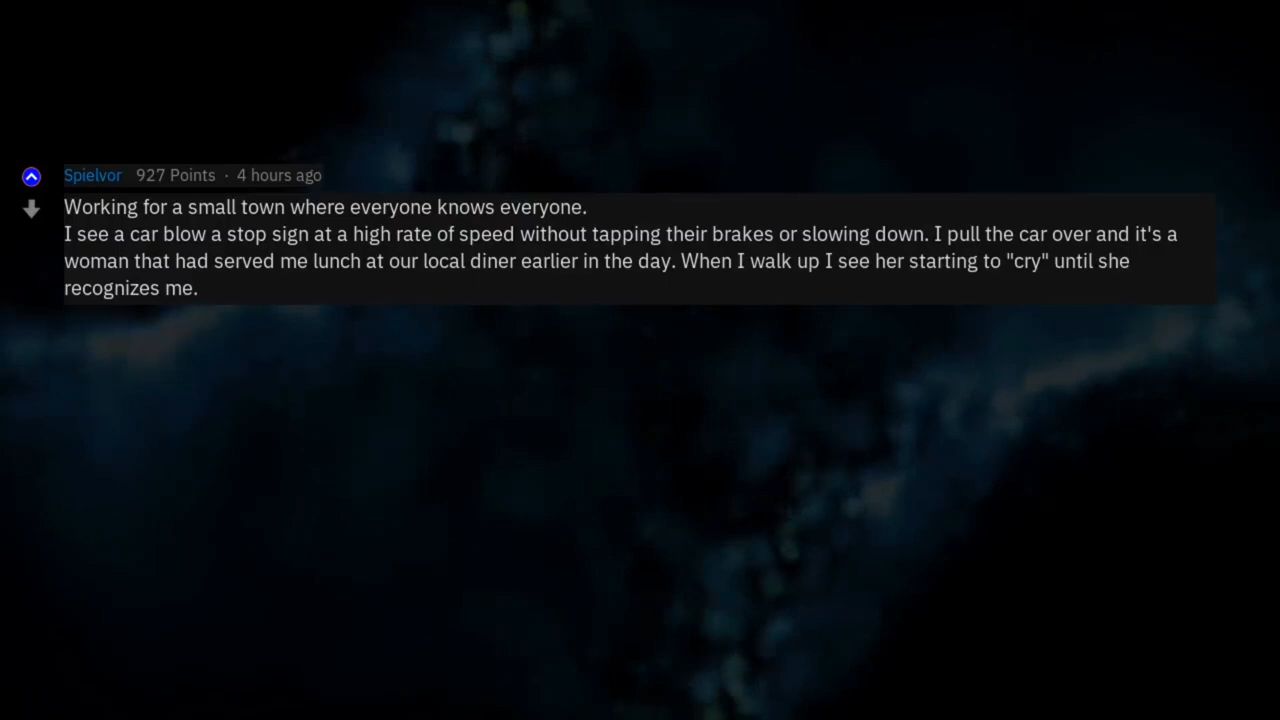 Spielvor 927 Points · 4 hours ago
Working for a small town where everyone knows everyone.
I see a car blow a stop sign at a high rate of speed without tapping their brakes or slowing down. I pull the car over and it's a
woman that had served me lunch at our local diner earlier in the day. When I walk up I see her starting to "cry" until she
recognizes me.